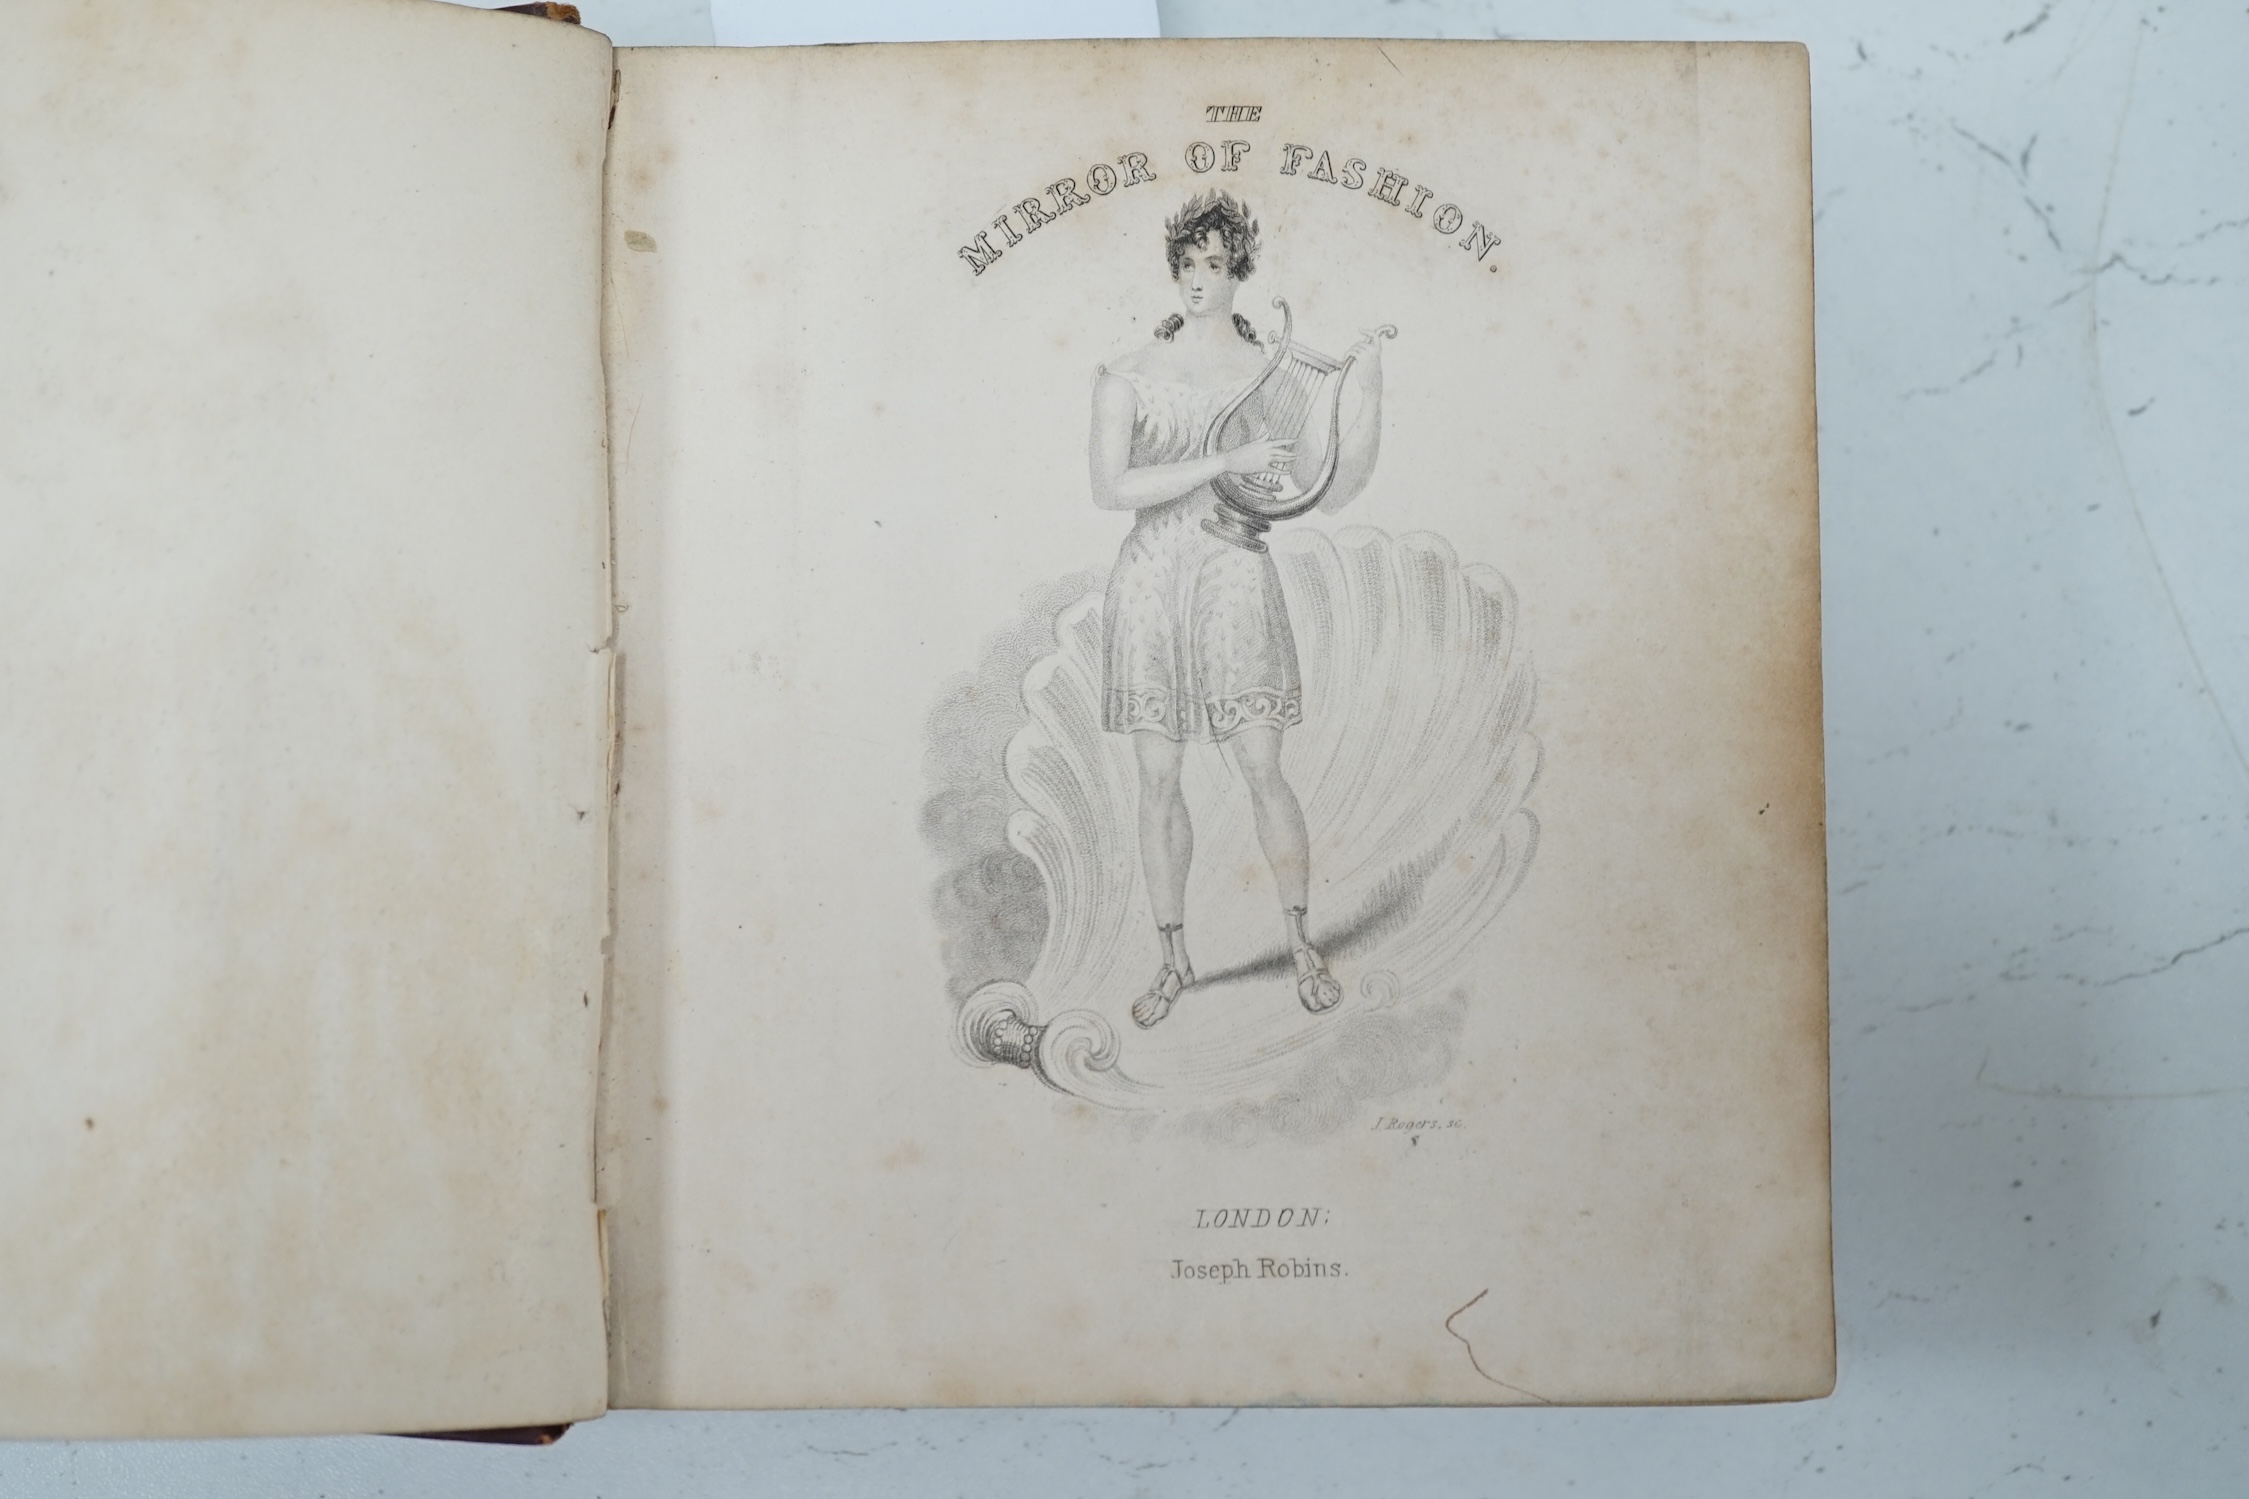 THE
MIRROR OF FASHION.
J. Rogers, sc.
LONDON:
Joseph Robins.